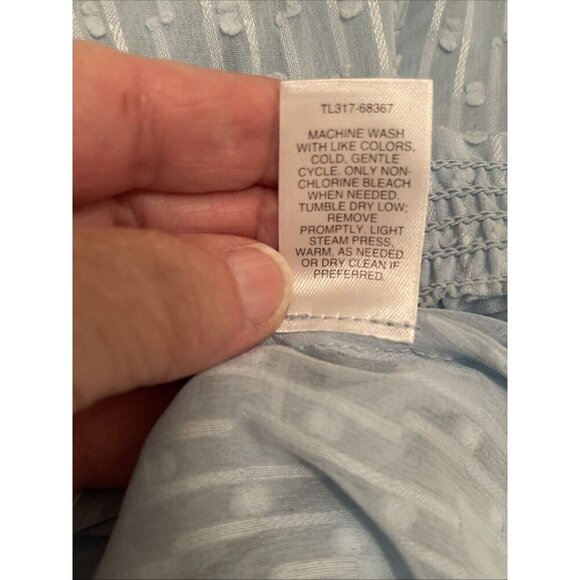 TL317-68367
MACHINE WASH
WITH LIKE COLORS,
COLD, GENTLE
CYCLE. ONLY NON-
CHLORINE BLEACH
WHEN NEEDED.
TUMBLE DRY LOW;
REMOVE
PROMPTLY. LIGHT
STEAM PRESS,
WARM, AS NEEDED
OR DRY CLEAN IF
PREFERRED.